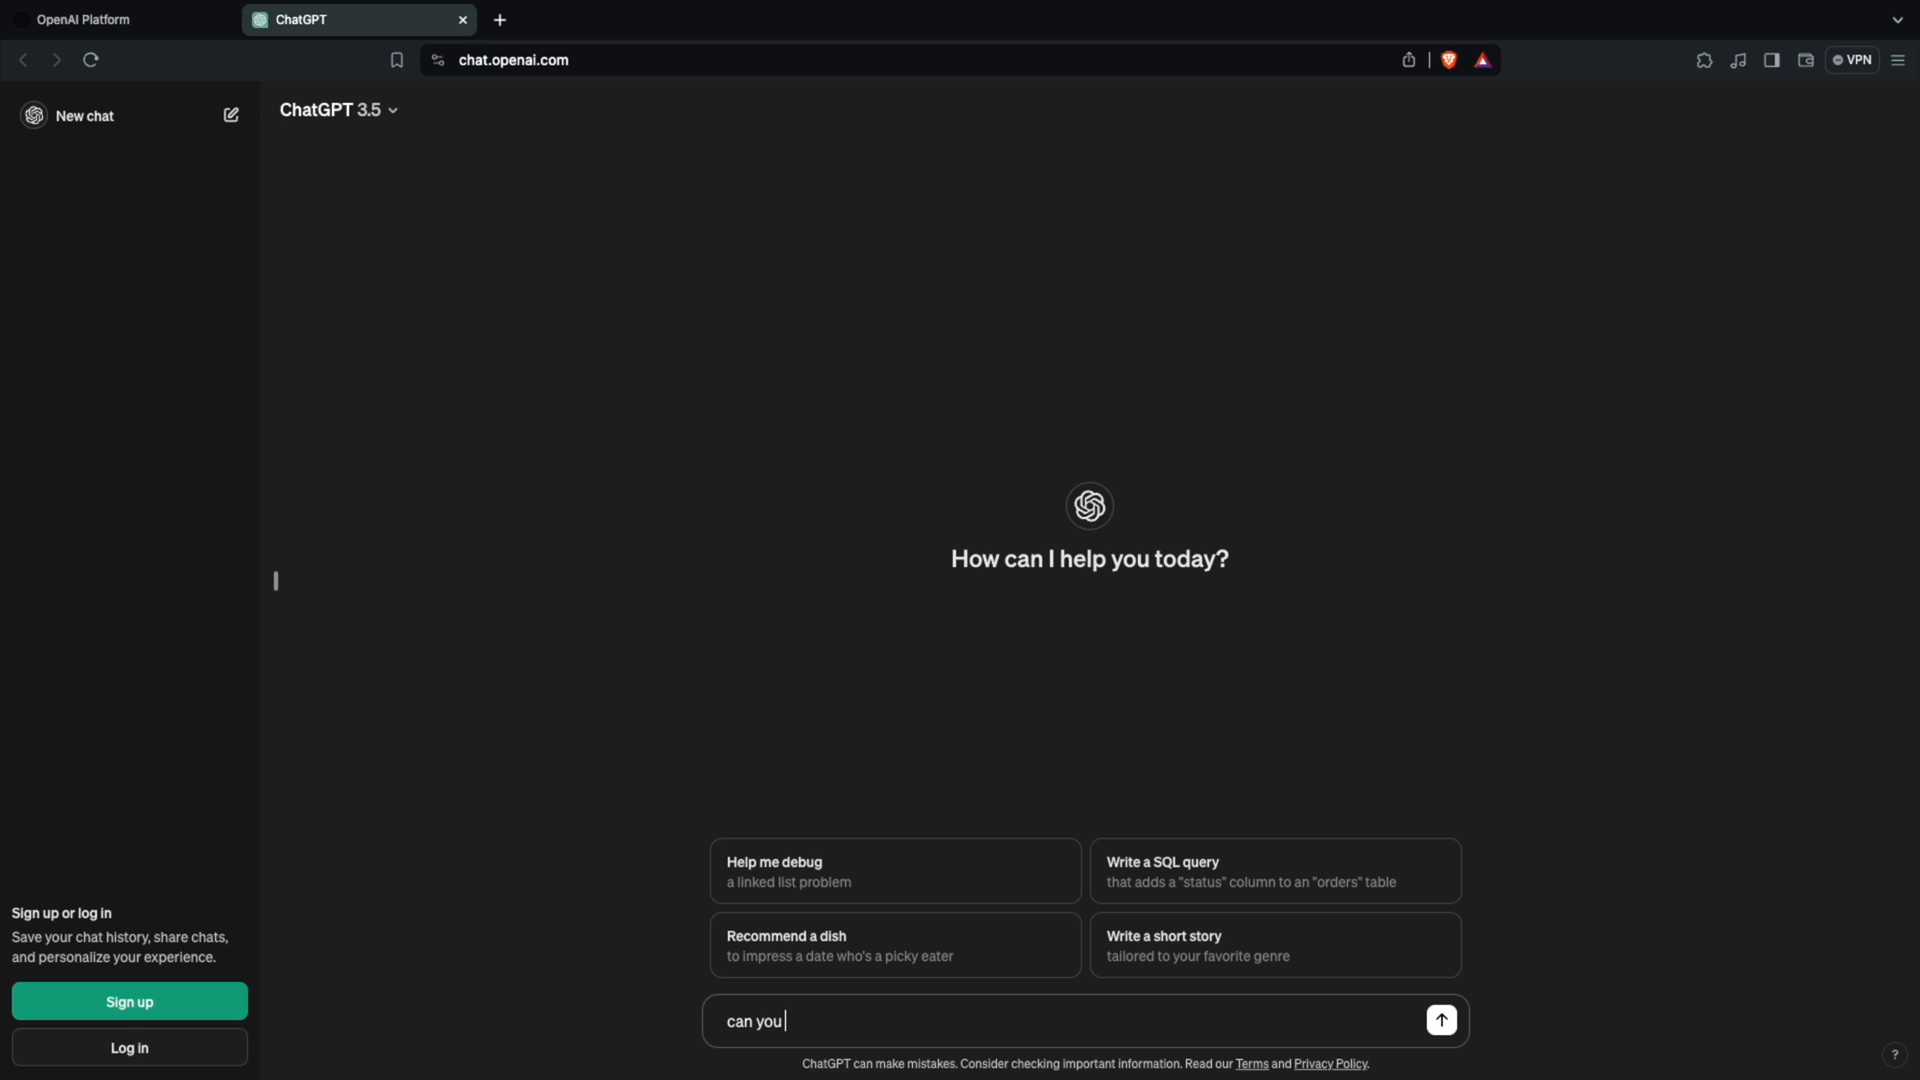 OpenAI Platform
ChatGPT
chat.openai.com
VPN
New chat
ChatGPT 3.5
How can I help you today?
Help me debug
a linked list problem
Write a SQL query
that adds a "status" column to an "orders" table
Recommend a dish
to impress a date who's a picky eater
Write a short story
tailored to your favorite genre
Sign up or log in
Save your chat history, share chats,
and personalize your experience.
Sign up
Log in
can you
ChatGPT can make mistakes. Consider checking important information. Read our Terms and Privacy Policy.
?